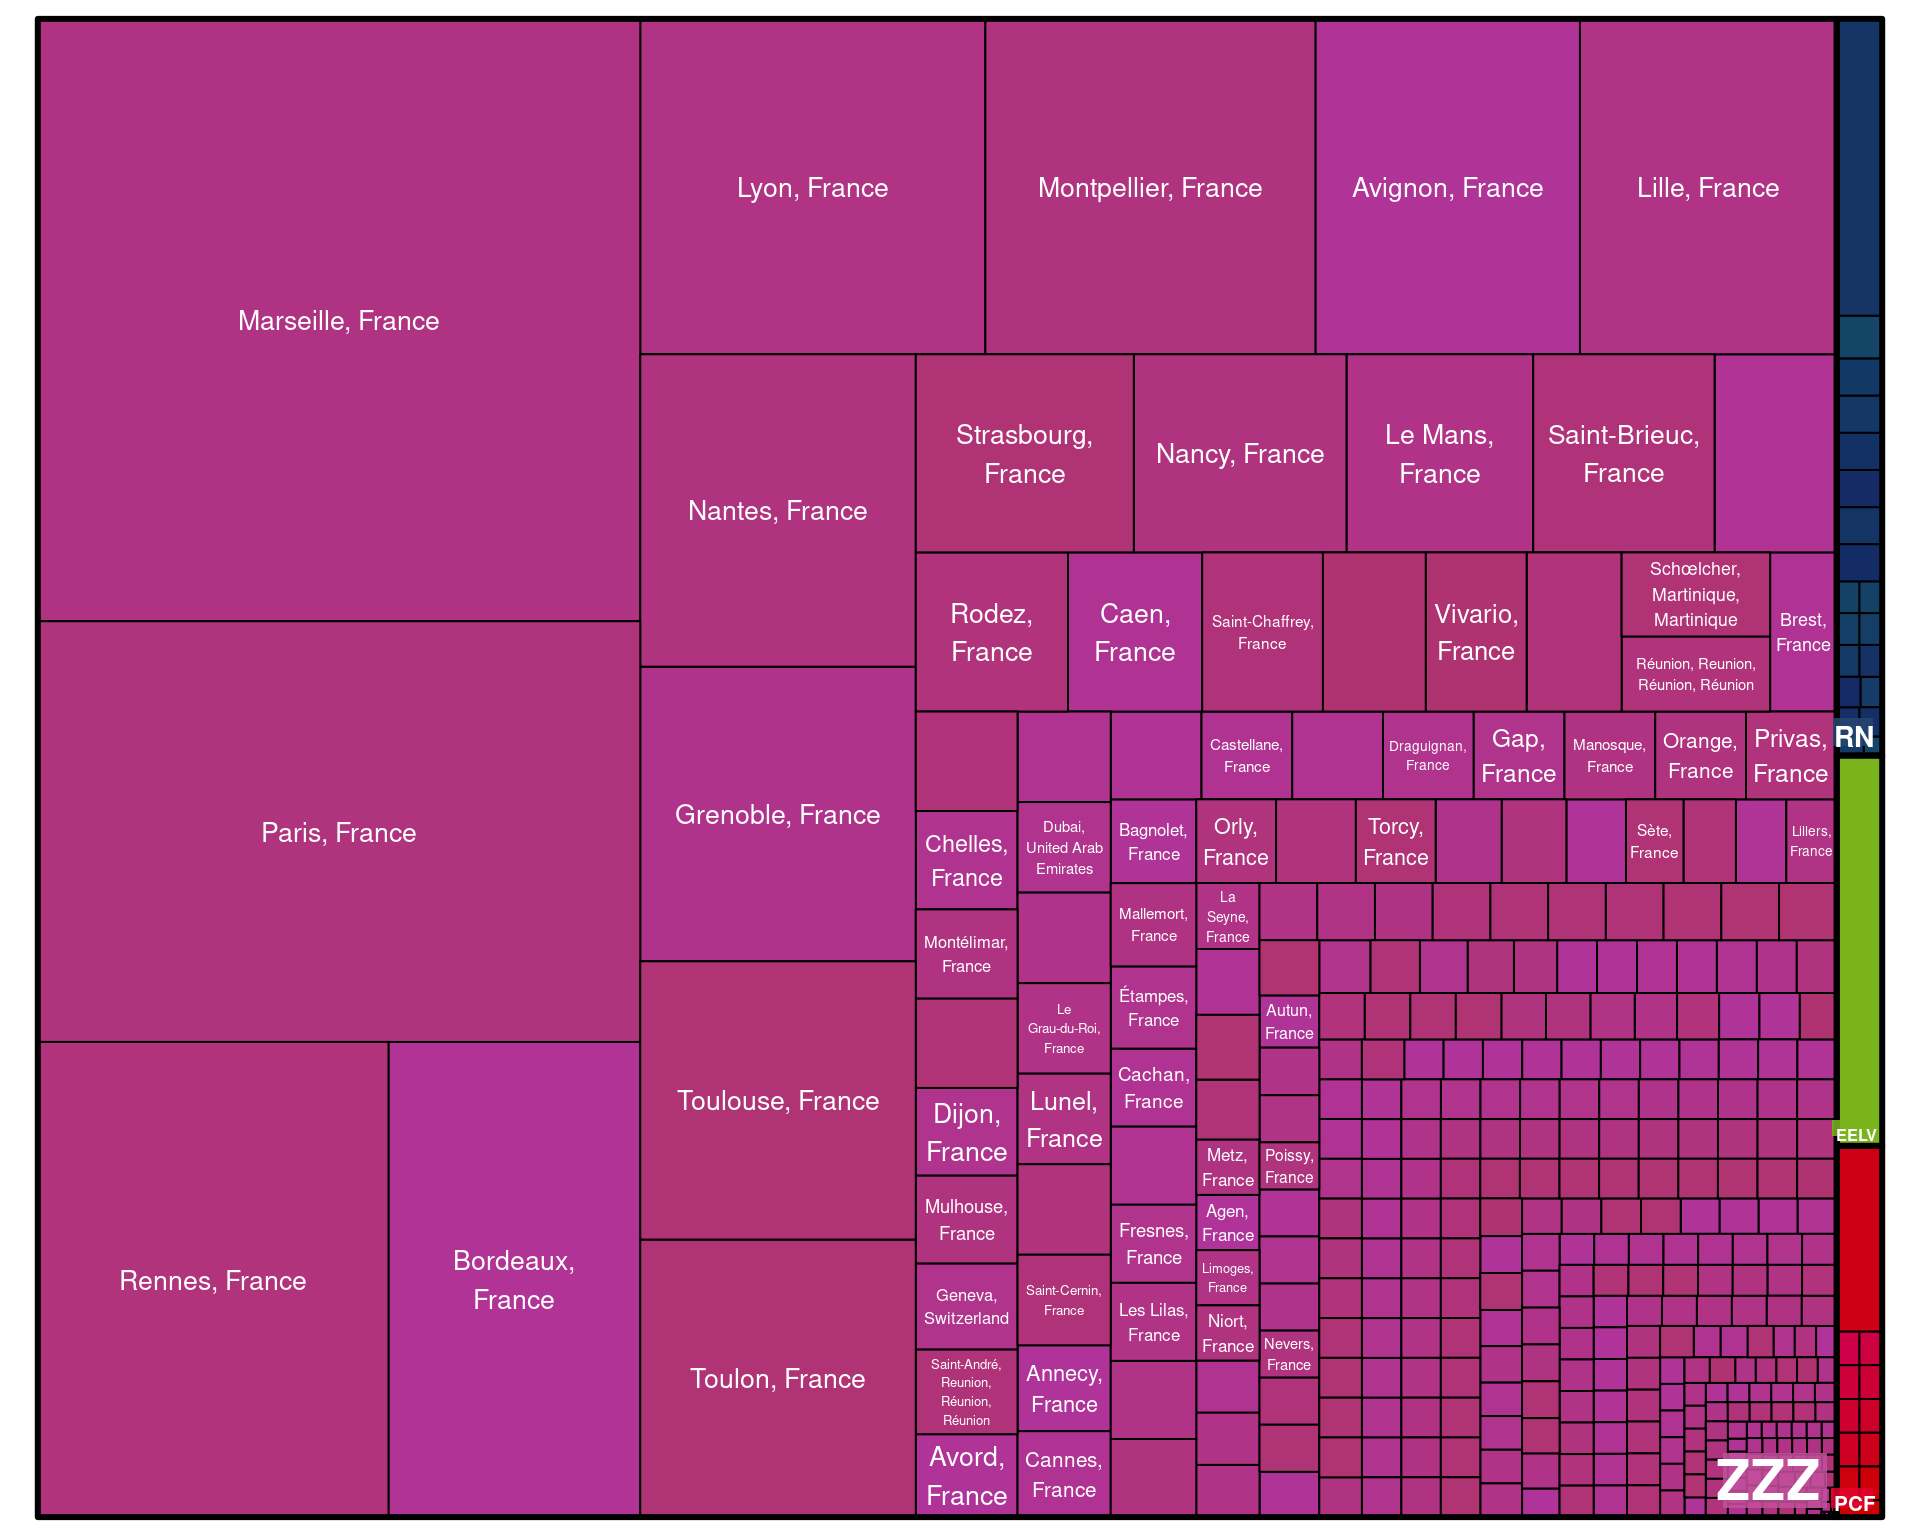 Marseille, France
Lyon, France
Montpellier, France
Avignon, France
Lille, France
Paris, France
Nantes, France
Strasbourg,
France
Nancy, France
Le Mans,
France
Saint-Brieuc,
France
Rodez,
France
Caen,
France
Saint-Chaffrey,
France
Vivario,
France
Schœlcher,
Martinique,
Martinique
Réunion, Reunion,
Réunion, Réunion
Brest,
France
Grenoble, France
Castellane,
France
Draguignan,
France
Gap,
France
Manosque,
France
Orange,
France
Privas,
France
RN
Chelles,
France
Dubai,
United Arab
Emirates
Bagnolet,
France
Orly,
France
Torcy,
France
Sète,
France
Lillers,
France
Montélimar,
France
Mallemort,
France
La
Seyne,
France
Le
Grau-du-Roi,
France
Étampes,
France
Autun,
France
Rennes, France
Bordeaux,
France
Toulouse, France
Dijon,
France
Lunel,
France
Cachan,
France
Metz,
France
Poissy,
France
EELV
Mulhouse,
France
Fresnes,
France
Agen,
France
Toulon, France
Geneva,
Switzerland
Saint-Cernin,
France
Les Lilas,
France
Limoges,
France
Niort,
France
Nevers,
France
Saint-André,
Reunion,
Réunion,
Réunion
Annecy,
France
Avord,
France
Cannes,
France
ZZZ
PCF